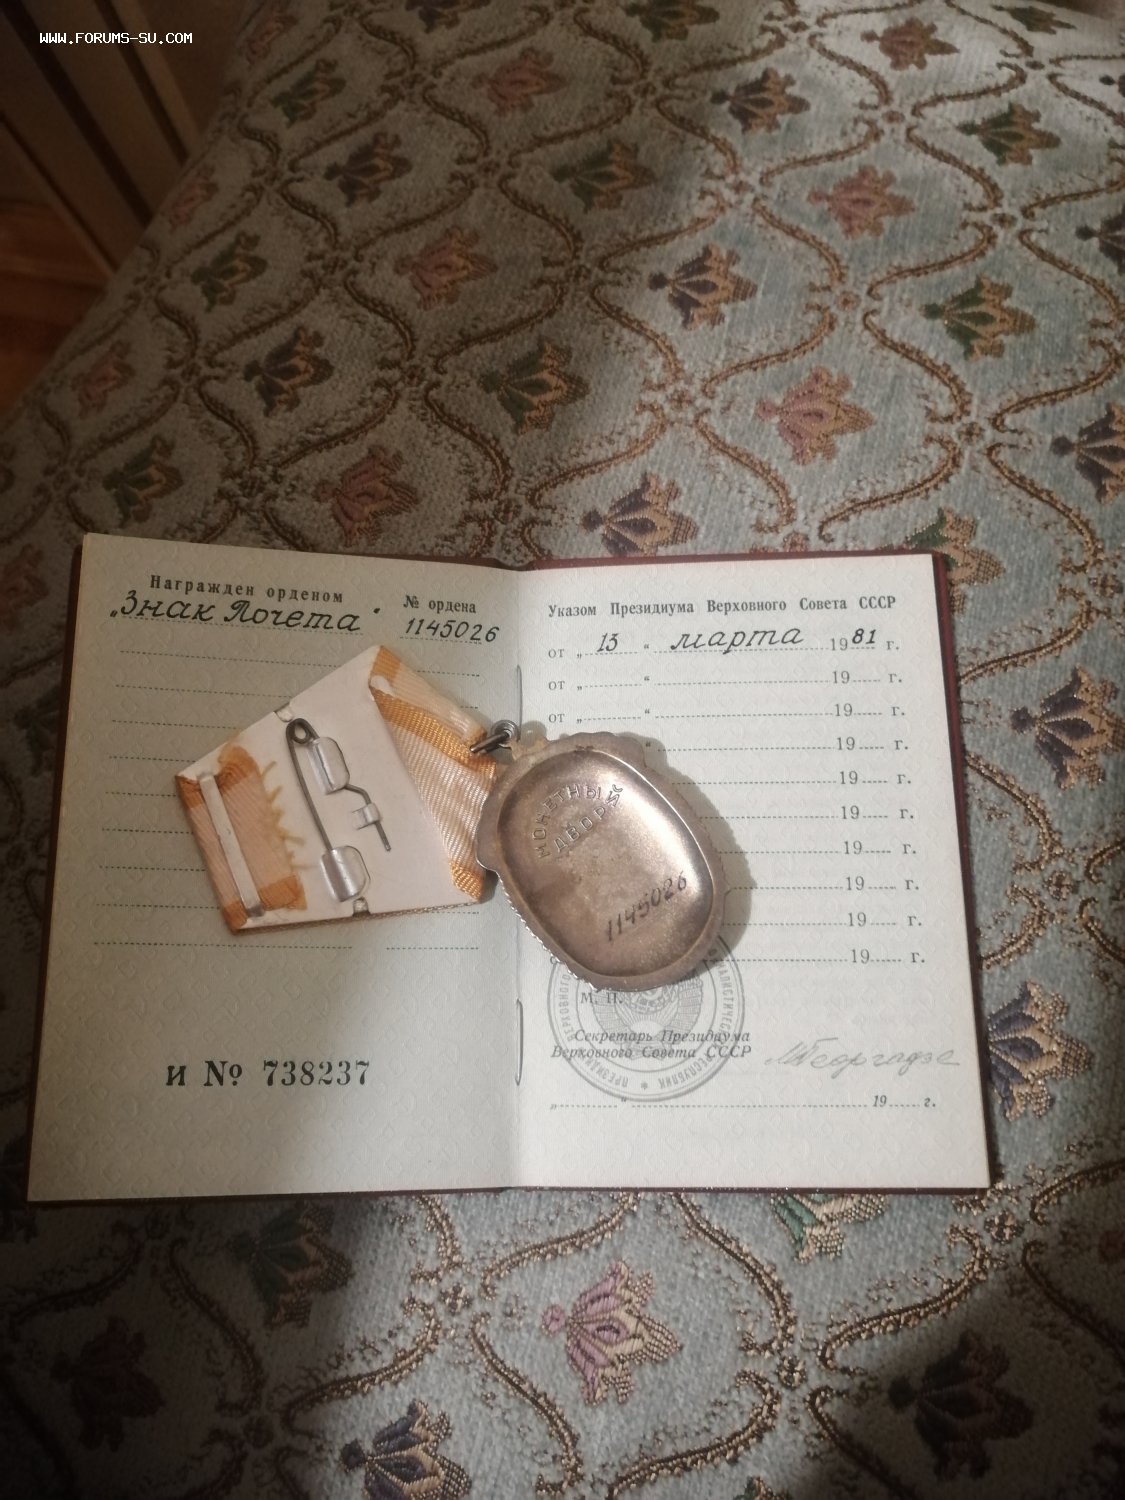 WWW.FORUMS-SU.COM
Награжден орденом
„Знак Почета"
№ ордена
1145026
и № 738237
Указом Президиума Верховного Совета СССР
от „ 13 " марта 1981 г.
от „ " 19 г.
от „ " 19 г.
" 19 г.
19 г.
19 г.
19 г.
19 г.
19 г.
19 г.
МОНЕТНЫЙ
ДВОР
1145026
М. П.
Секретарь Президиума
Верховного Совета СССР
МГеоргадзе
„ " 19 г.